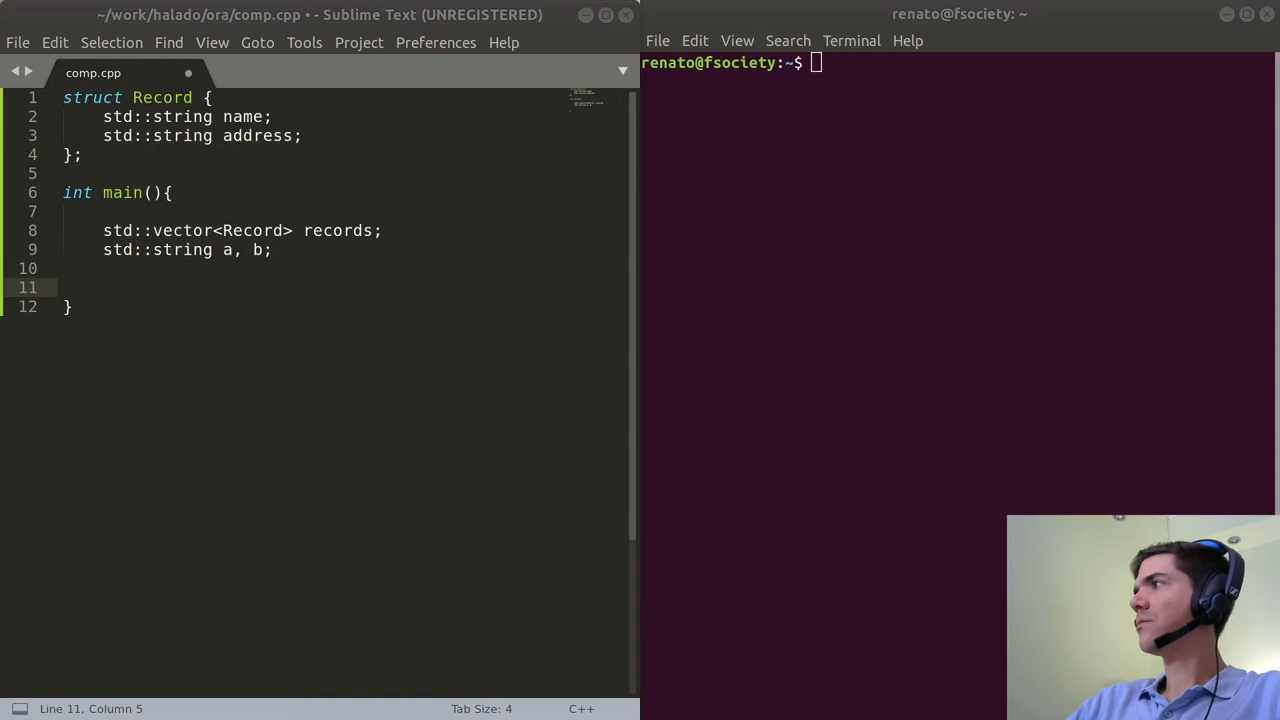 ~/work/halado/ora/comp.cpp • - Sublime Text (UNREGISTERED)
File Edit Selection Find View Goto Tools Project Preferences Help
comp.cpp
1 struct Record {
2 std::string name;
3 std::string address;
4 };
5
6 int main(){
7
8 std::vector<Record> records;
9 std::string a, b;
10
11
12 }
Line 11, Column 5 Tab Size: 4 C++
renato@fsociety: ~
File Edit View Search Terminal Help
renato@fsociety:~$